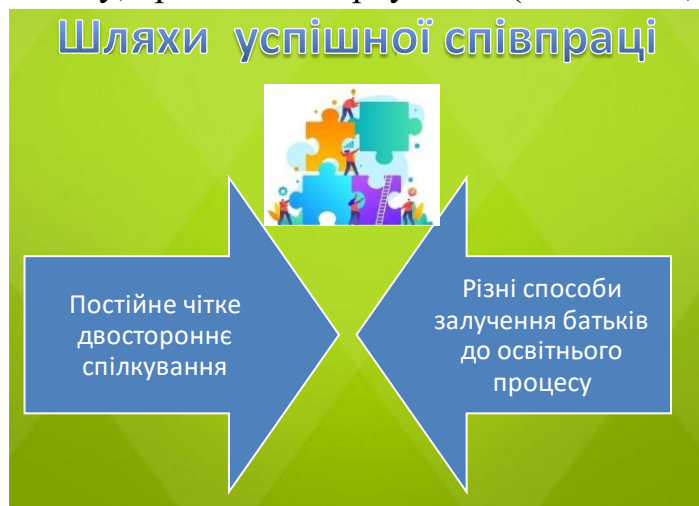 Шляхи успішної співпраці
Постійне чітке
двостороннє
спілкування
Різні способи
залучення батьків
до освітнього
процесу